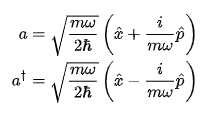 a = √(mω/2ħ) (x̂ + i/mω p̂)
a† = √(mω/2ħ) (x̂ − i/mω p̂)